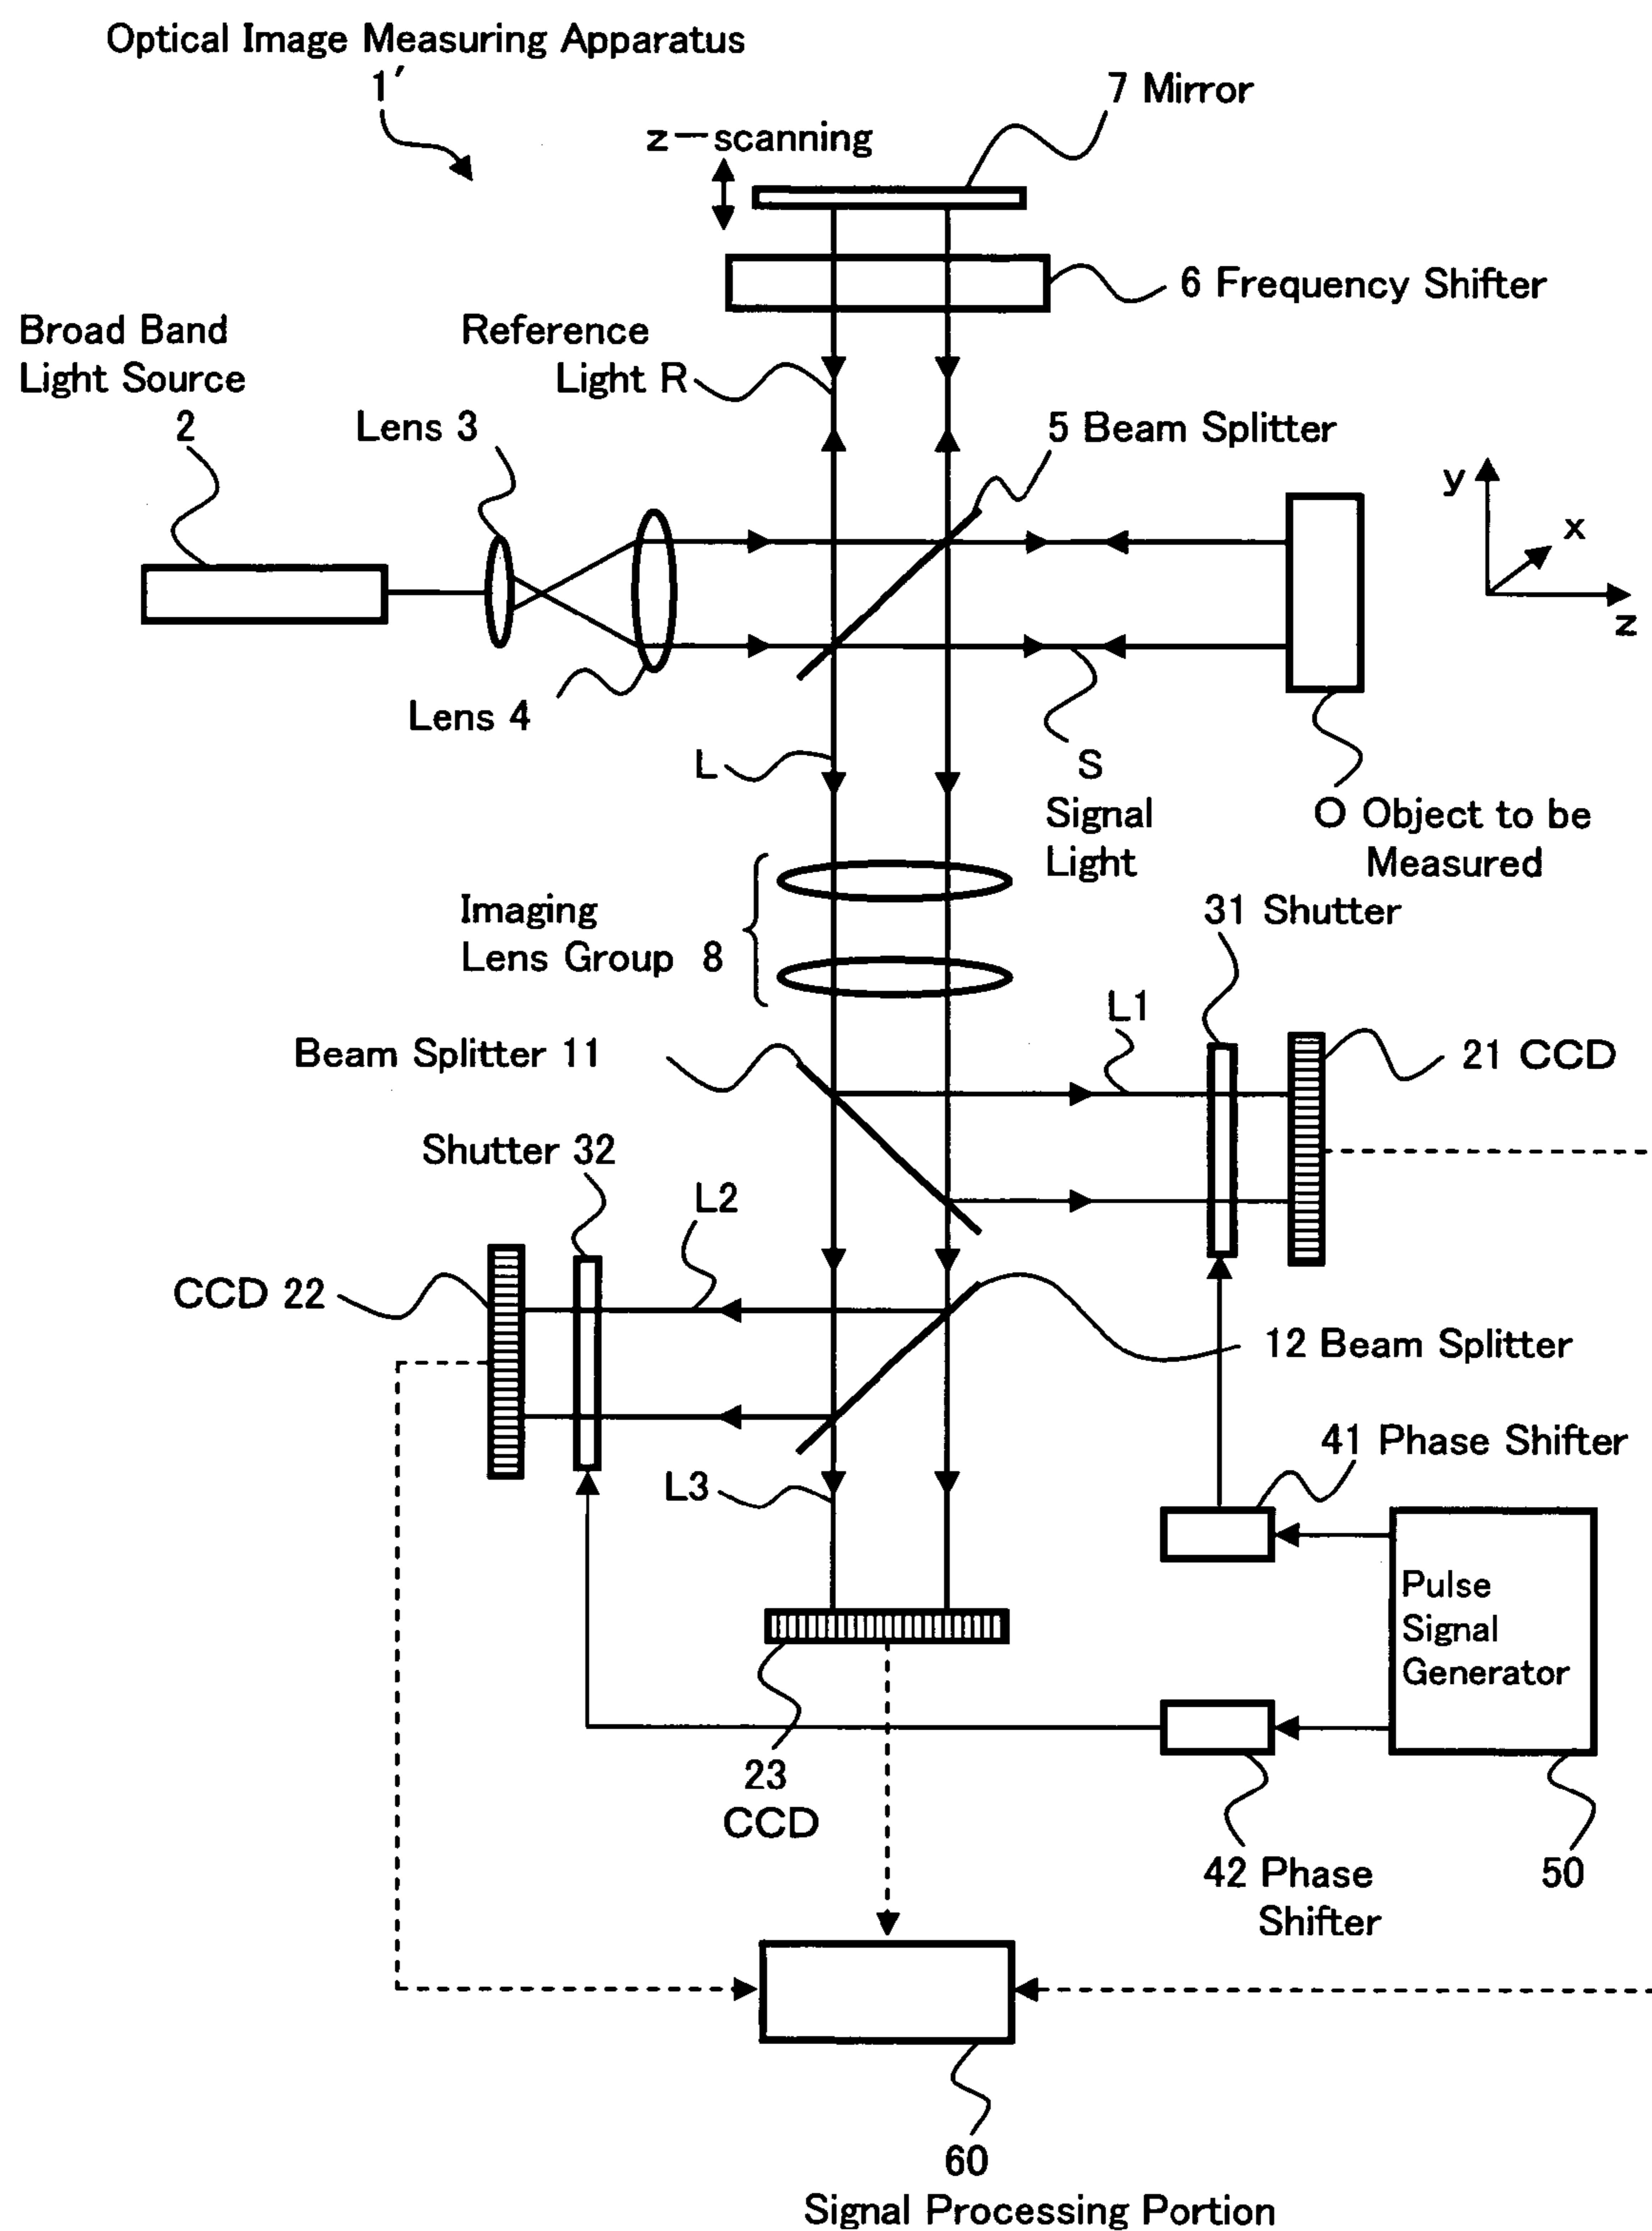 Optical Image Measuring Apparatus
1′
7 Mirror
z—scanning
6 Frequency Shifter
Broad Band
Light Source
2
Reference
Light R
Lens 3
5 Beam Splitter
y
x
z
Lens 4
L
S
Signal
Light
O Object to be
Measured
Imaging
Lens Group 8
31 Shutter
L1
Beam Splitter 11
21 CCD
Shutter 32
L2
CCD 22
12 Beam Splitter
41 Phase Shifter
L3
Pulse
Signal
Generator
23
CCD
42 Phase
Shifter
50
60
Signal Processing Portion